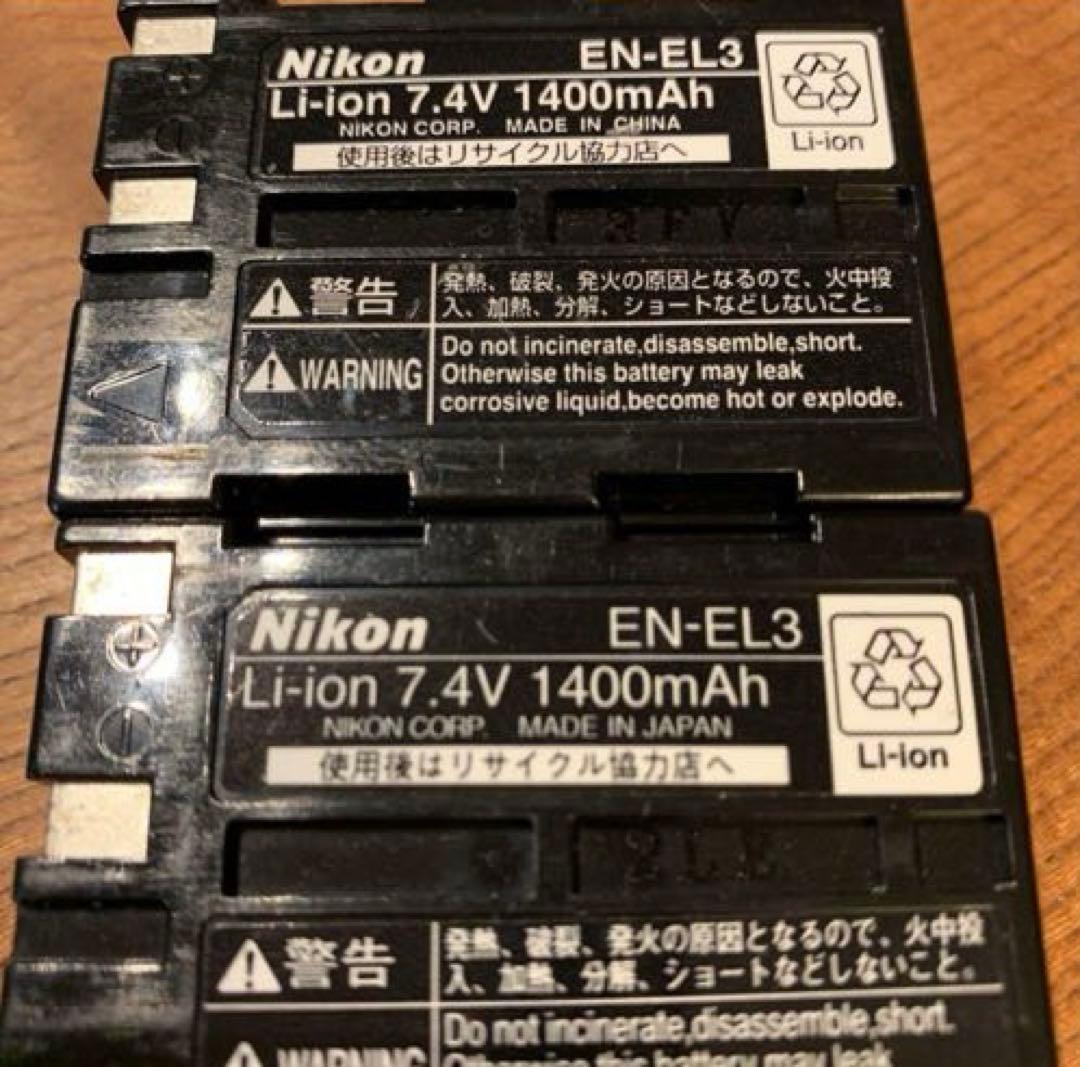 Nikon EN-EL3
Li-ion 7.4V 1400mAh
NIKON CORP. MADE IN CHINA
使用後はリサイクル協力店へ
Li-ion
警告
発熱、破裂、発火の原因となるので、火中投
入、加熱、分解、ショートなどしないこと。
WARNING
Do not incinerate,disassemble,short.
Otherwise this battery may leak
corrosive liquid,become hot or explode.
Nikon EN-EL3
Li-ion 7.4V 1400mAh
NIKON CORP. MADE IN JAPAN
使用後はリサイクル協力店へ
Li-ion
警告
発熱、破裂、発火の原因となるので、火中投
入、加熱、分解、ショートなどしないこと。
WARNING
Do not incinerate,disassemble,short.
Otherwise this battery may leak